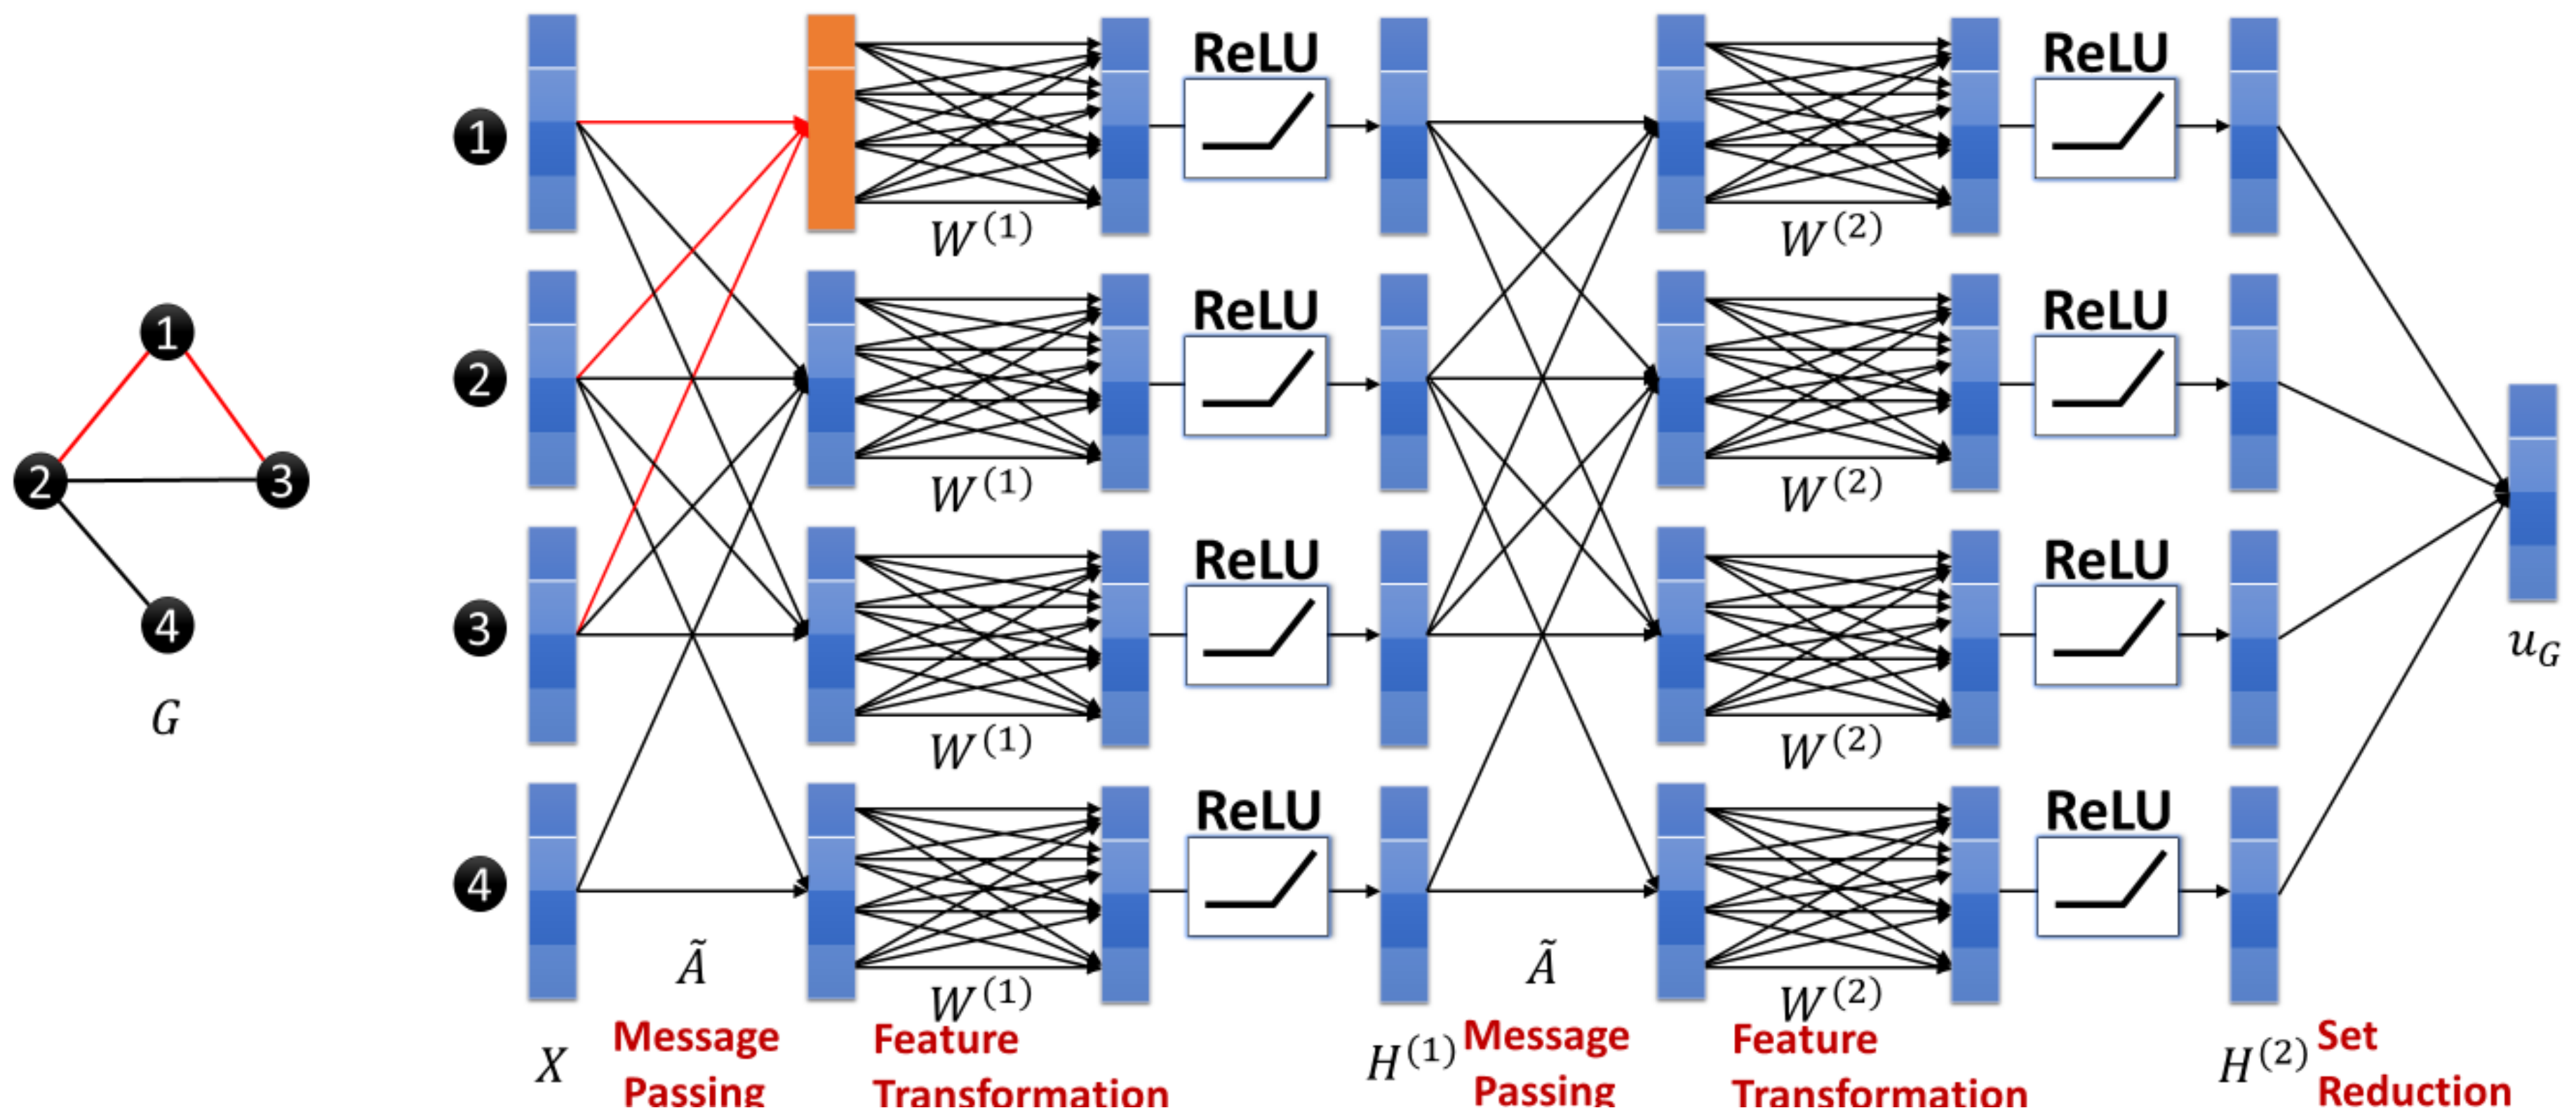 1
2
3
4
G
1
2
3
4
ReLU
ReLU
W^(1)
W^(2)
ReLU
ReLU
W^(1)
W^(2)
ReLU
ReLU
W^(1)
W^(2)
ReLU
ReLU
W^(1)
W^(2)
u_G
Ã
Ã
X
Message
Passing
Feature
Transformation
H^(1)
Message
Passing
Feature
Transformation
H^(2)
Set
Reduction